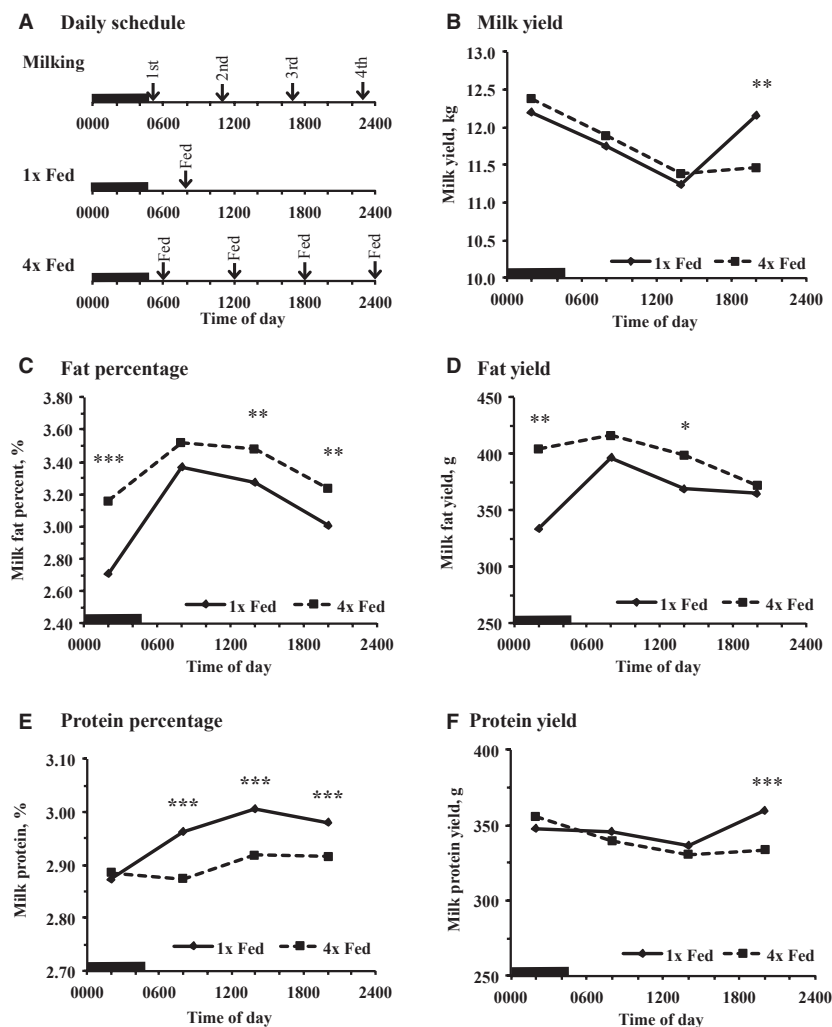 A Daily schedule
Milking
1st
2nd
3rd
4th
0000 0600 1200 1800 2400
1x Fed
Fed
0000 0600 1200 1800 2400
4x Fed
Fed
Fed
Fed
Fed
0000 0600 1200 1800 2400
Time of day
B Milk yield
13.0
12.5
12.0
11.5
11.0
10.5
10.0
Milk yield, kg
**
1x Fed 4x Fed
0000 0600 1200 1800 2400
Time of day
C Fat percentage
3.80
3.60
3.40
3.20
3.00
2.80
2.60
2.40
Milk fat percent, %
***
**
**
1x Fed 4x Fed
0000 0600 1200 1800 2400
Time of day
D Fat yield
450
400
350
300
250
Milk fat yield, g
**
*
1x Fed 4x Fed
0000 0600 1200 1800 2400
Time of day
E Protein percentage
3.10
3.00
2.90
2.80
2.70
Milk protein, %
***
***
***
1x Fed 4x Fed
0000 0600 1200 1800 2400
Time of day
F Protein yield
400
350
300
250
Milk protein yield, g
***
1x Fed 4x Fed
0000 0600 1200 1800 2400
Time of day